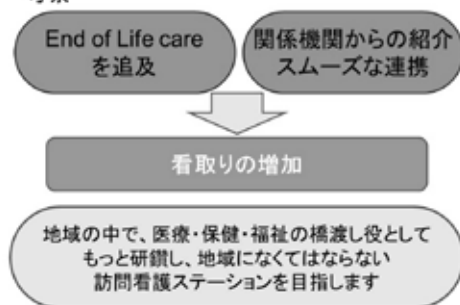 End of Life care
を追及
関係機関からの紹介
スムーズな連携
看取りの増加
地域の中で、医療・保健・福祉の橋渡し役として
もっと研鑽し、地域になくてはならない
訪問看護ステーションを目指します